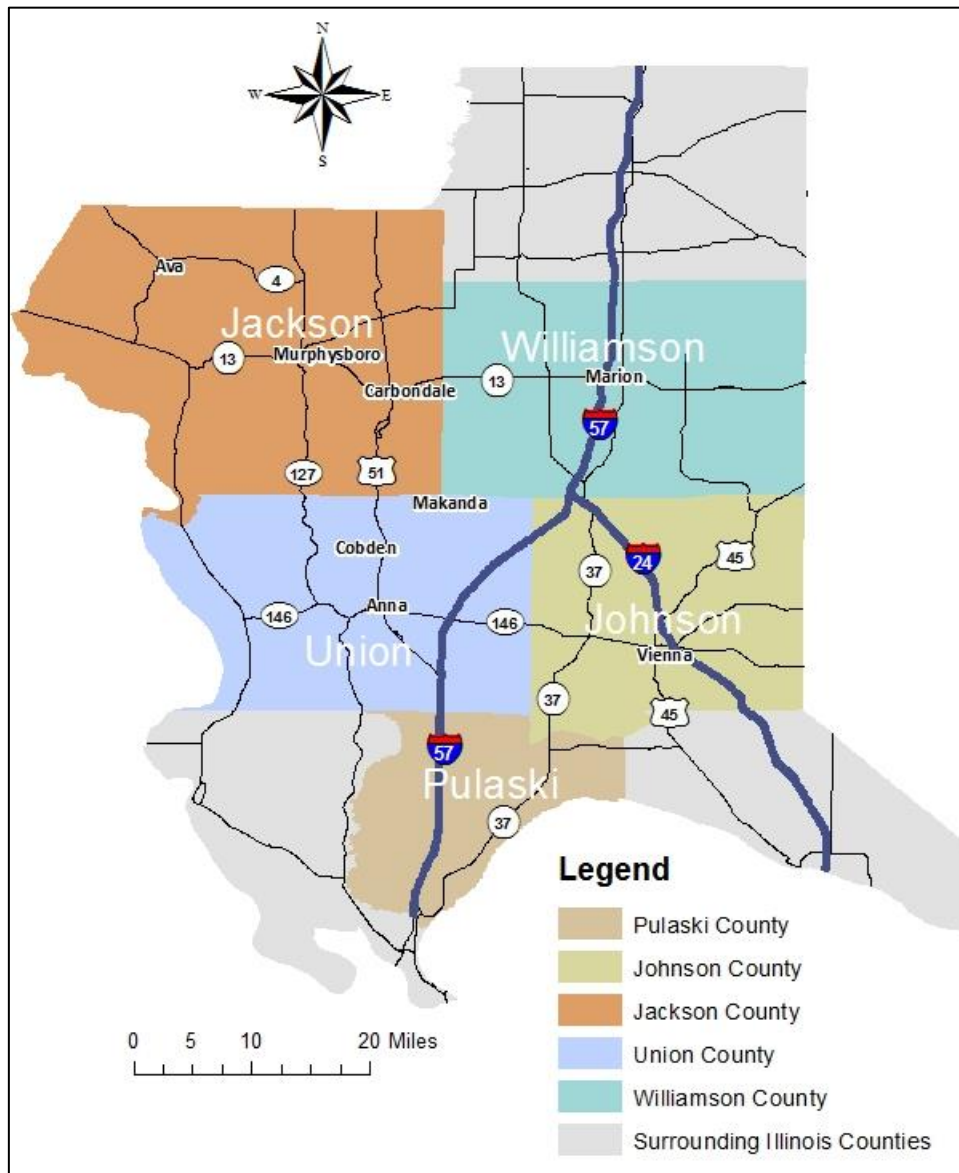 N
W E
S
Ava
4
Jackson
Williamson
13
Murphysboro
Carbondale
13
Marion
57
127
51
Makanda
Cobden
24
45
37
Anna
146
146
Johnson
Union
Vienna
37
45
57
Pulaski
37
Legend
Pulaski County
Johnson County
Jackson County
Union County
Williamson County
Surrounding Illinois Counties
0 5 10 20 Miles